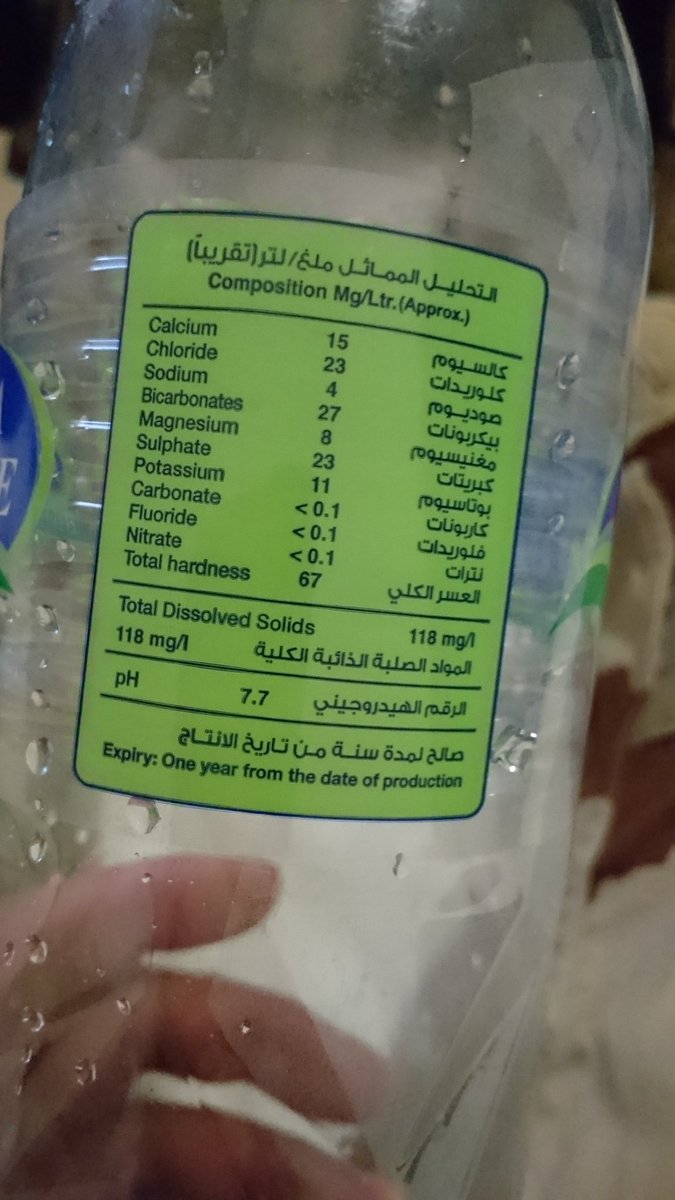 التحليل المماثل ملغ/لتر(تقريباً)
Composition Mg/Ltr.(Approx.)
Calcium 15 كالسيوم
Chloride 23 كلوريدات
Sodium 4 صوديوم
Bicarbonates 27 بيكربونات
Magnesium 8 مغنيسيوم
Sulphate 23 كبريتات
Potassium 11 بوتاسيوم
Carbonate < 0.1 كاربونات
Fluoride < 0.1 فلوريدات
Nitrate < 0.1 نترات
Total hardness 67 العسر الكلي
Total Dissolved Solids 118 mg/l
118 mg/l المواد الصلبة الذائبة الكلية
pH 7.7 الرقم الهيدروجيني
صالح لمدة سنة من تاريخ الانتاج
Expiry: One year from the date of production